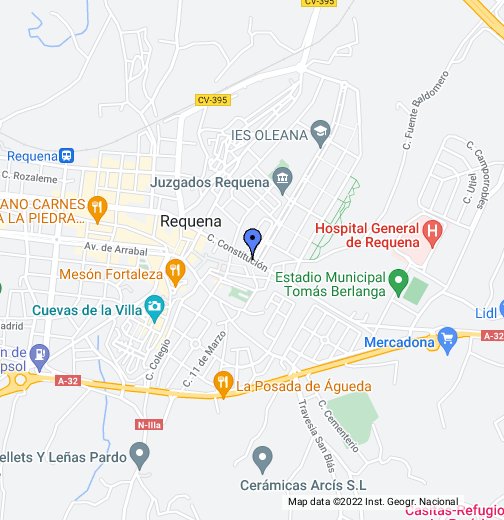 CV-395
CV-395
C. Fuente Baldomero
IES OLEANA
Requena
C. Rozaleme
C. Camporrobles
C. Utiel
Juzgados Requena
ANO CARNES
A LA PIEDRA...
Requena
Hospital General
de Requena
C. Constitución
Av. de Arrabal
Mesón Fortaleza
Estadio Municipal
Tomás Berlanga
Cuevas de la Villa
Lidl
adrid
A-32
Mercadona
C. Colegio
C. 11 de Marzo
n de
psol
A-32
La Posada de Águeda
N-IIIa
C. Cementerio
Travesía San Blás
ellets Y Leñas Pardo
Cerámicas Arcís S.L
Map data ©2022 Inst. Geogr. Nacional
Casitas-Refugio